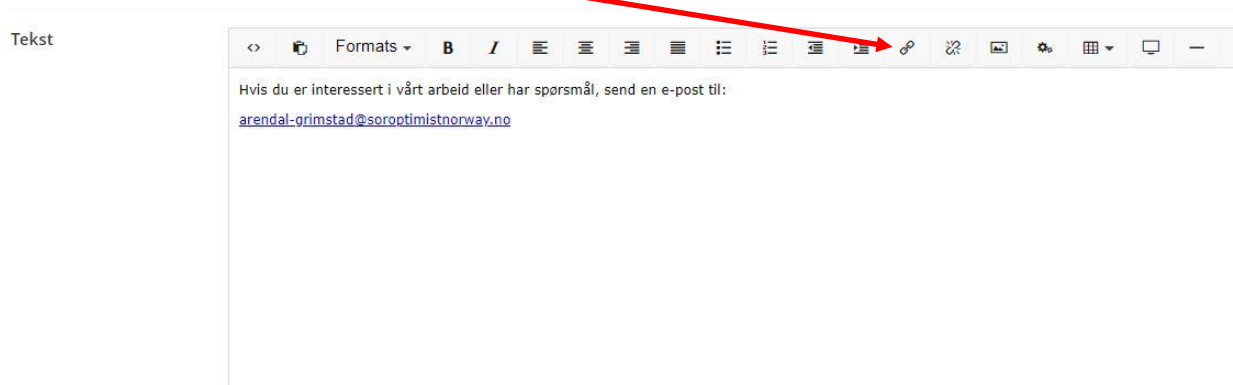 Tekst
Formats
B I
Hvis du er interessert i vårt arbeid eller har spørsmål, send en e-post til:
arendal-grimstad@soroptimistnorway.no